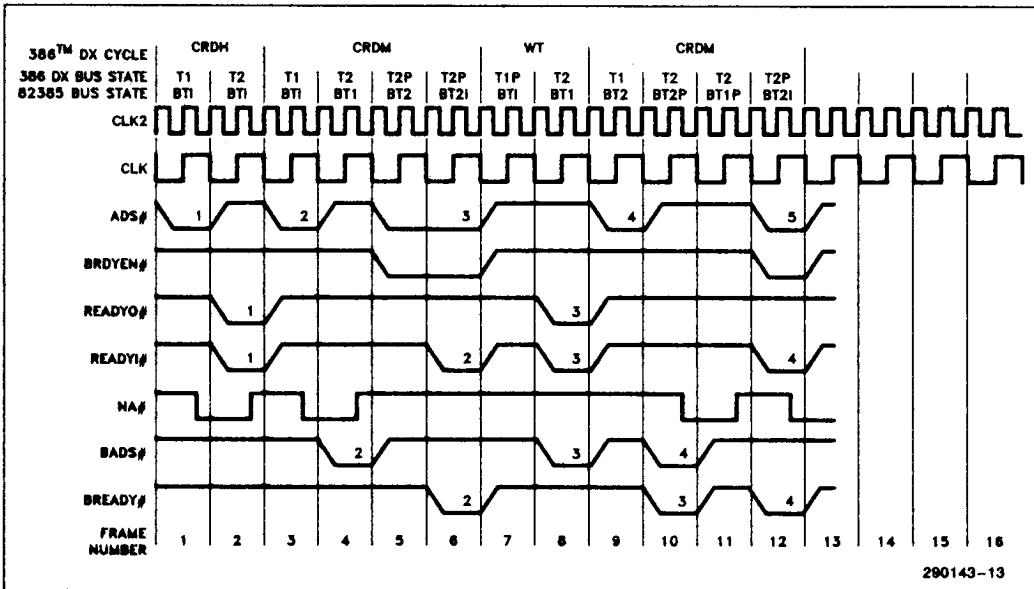 386™ DX CYCLE CRDH CRDM WT CRDM
386 DX BUS STATE T1 T2 T1 T2 T2P T2P T1P T2 T1 T2 T2 T2P
82385 BUS STATE BTI BTI BTI BT1 BT2 BT2I BTI BT1 BT2 BT2P BT1P BT2I
CLK2
CLK
ADS# 1 2 3 4 5
BRDYEN#
READYO# 1 3
READYI# 1 2 3 4
NA#
BADS# 2 3 4
BREADY# 2 3 4
FRAME
NUMBER 1 2 3 4 5 6 7 8 9 10 11 12 13 14 15 16
290143-13